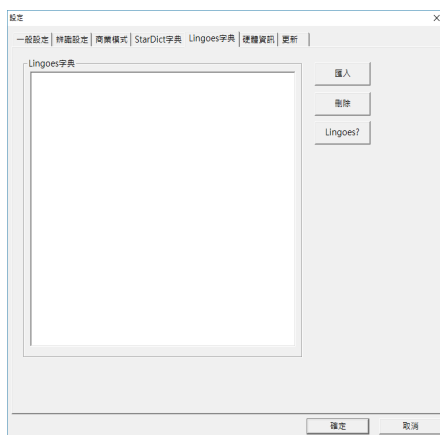 設定
一般設定 辨識設定 商業模式 StarDict字典 Lingoes字典 硬體資訊 更新
Lingoes字典
匯入
刪除
Lingoes?
確定 取消